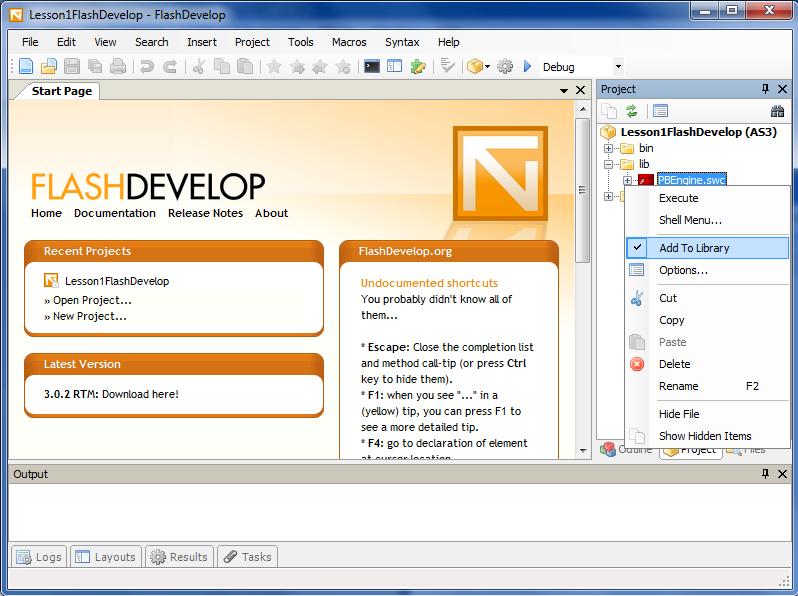 Lesson1FlashDevelop - FlashDevelop
File Edit View Search Insert Project Tools Macros Syntax Help
Debug
Start Page
FLASHDEVELOP
Home Documentation Release Notes About
Recent Projects
Lesson1FlashDevelop
» Open Project...
» New Project...
Latest Version
3.0.2 RTM: Download here!
FlashDevelop.org
Undocumented shortcuts
You probably didn't know all of
them...
* Escape: Close the completion list
and method call-tip (or press Ctrl
key to hide them).
* F1: when you see "..." in a
(yellow) tip, you can press F1 to
see a more detailed tip.
* F4: go to declaration of element
at cursor location
Project
Lesson1FlashDevelop (AS3)
bin
lib
PBEngine.swc
Execute
Shell Menu...
Add To Library
Options...
Cut
Copy
Paste
Delete
Rename F2
Hide File
Show Hidden Items
Outline Project Files
Output
Logs Layouts Results Tasks